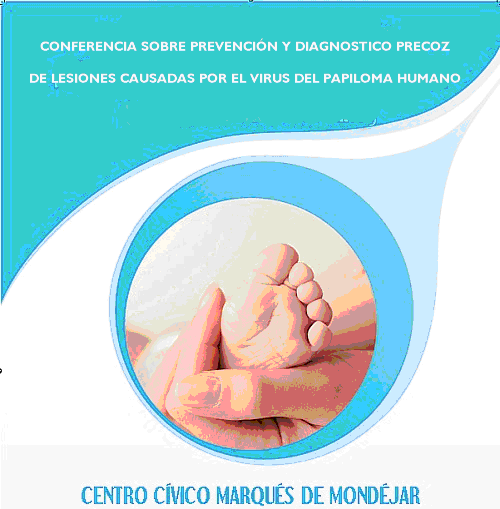 CONFERENCIA SOBRE PREVENCIÓN Y DIAGNOSTICO PRECOZ
DE LESIONES CAUSADAS POR EL VIRUS DEL PAPILOMA HUMANO
CENTRO CÍVICO MARQUÉS DE MONDÉJAR